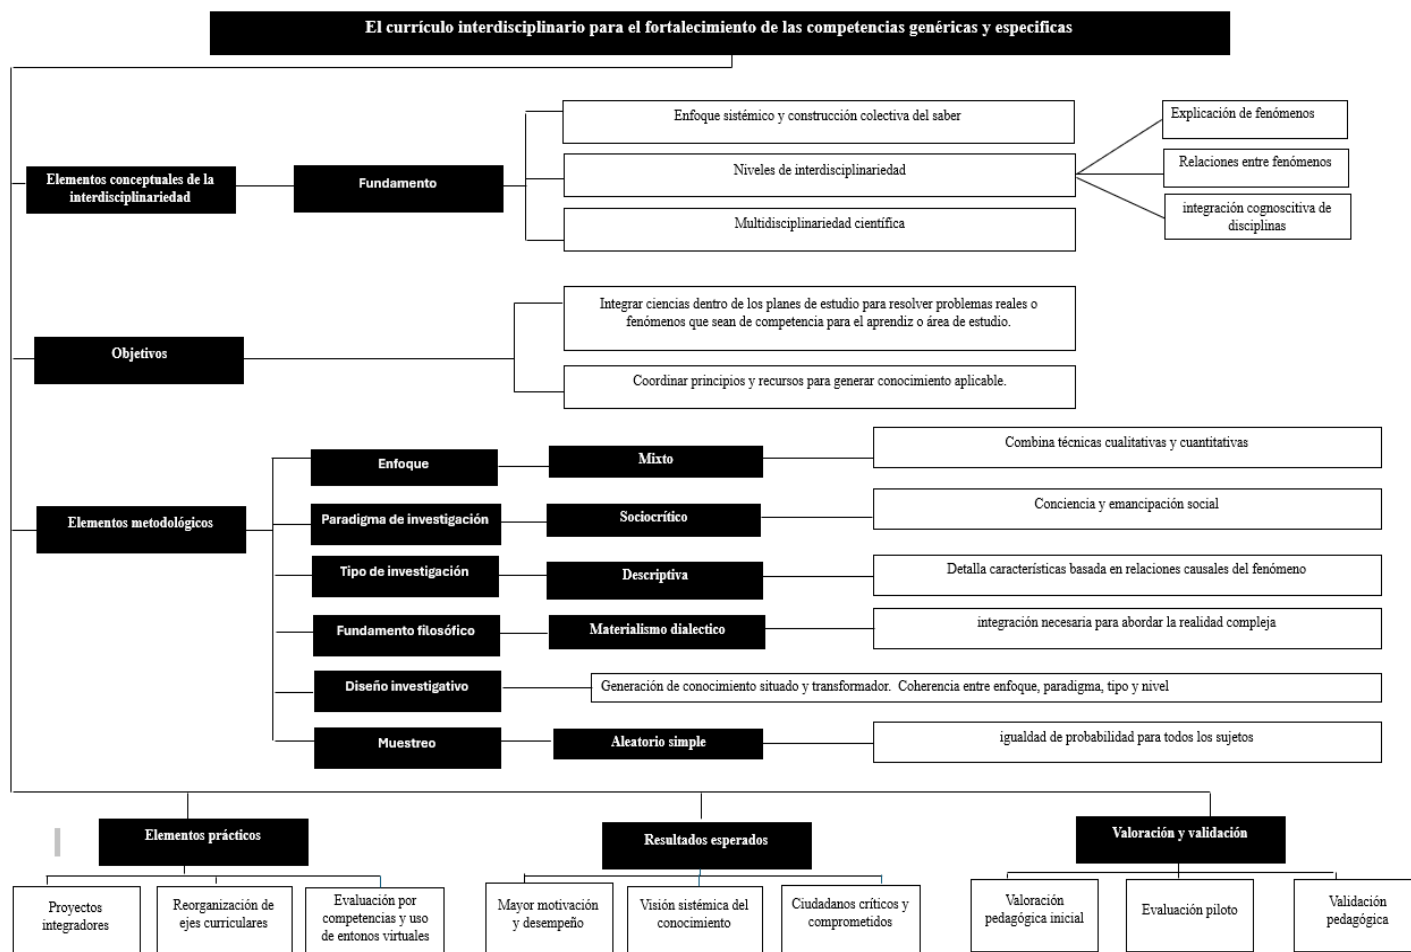 El currículo interdisciplinario para el fortalecimiento de las competencias genéricas y especificas
Elementos conceptuales de la
interdisciplinariedad
Fundamento
Enfoque sistémico y construcción colectiva del saber
Niveles de interdisciplinariedad
Multidisciplinariedad científica
Explicación de fenómenos
Relaciones entre fenómenos
integración cognoscitiva de
disciplinas
Objetivos
Integrar ciencias dentro de los planes de estudio para resolver problemas reales o
fenómenos que sean de competencia para el aprendiz o área de estudio.
Coordinar principios y recursos para generar conocimiento aplicable.
Elementos metodológicos
Enfoque
Mixto
Combina técnicas cualitativas y cuantitativas
Paradigma de investigación
Sociocrítico
Conciencia y emancipación social
Tipo de investigación
Descriptiva
Detalla características basada en relaciones causales del fenómeno
Fundamento filosófico
Materialismo dialectico
integración necesaria para abordar la realidad compleja
Diseño investigativo
Generación de conocimiento situado y transformador. Coherencia entre enfoque, paradigma, tipo y nivel
Muestreo
Aleatorio simple
igualdad de probabilidad para todos los sujetos
Elementos prácticos
Proyectos
integradores
Reorganización de
ejes curriculares
Evaluación por
competencias y uso
de entonos virtuales
Resultados esperados
Mayor motivación
y desempeño
Visión sistémica del
conocimiento
Ciudadanos críticos y
comprometidos
Valoración y validación
Valoración
pedagógica inicial
Evaluación piloto
Validación
pedagógica